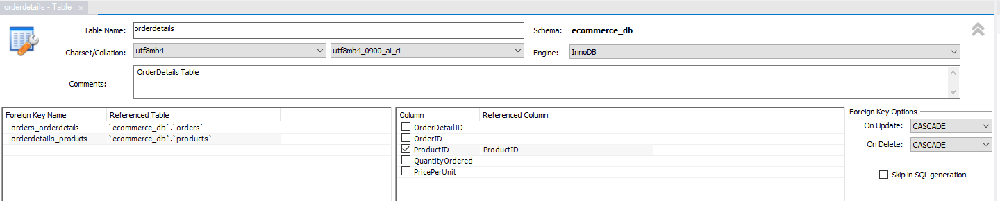 orderdetails - Table ×
Table Name: orderdetails Schema: ecommerce_db
Charset/Collation: utf8mb4 utf8mb4_0900_ai_ci Engine: InnoDB
Comments: OrderDetails Table
Foreign Key Name Referenced Table
orders_orderdetails `ecommerce_db`.`orders`
orderdetails_products `ecommerce_db`.`products`
Column Referenced Column
OrderDetailID
OrderID
ProductID ProductID
QuantityOrdered
PricePerUnit
Foreign Key Options
On Update: CASCADE
On Delete: CASCADE
Skip in SQL generation